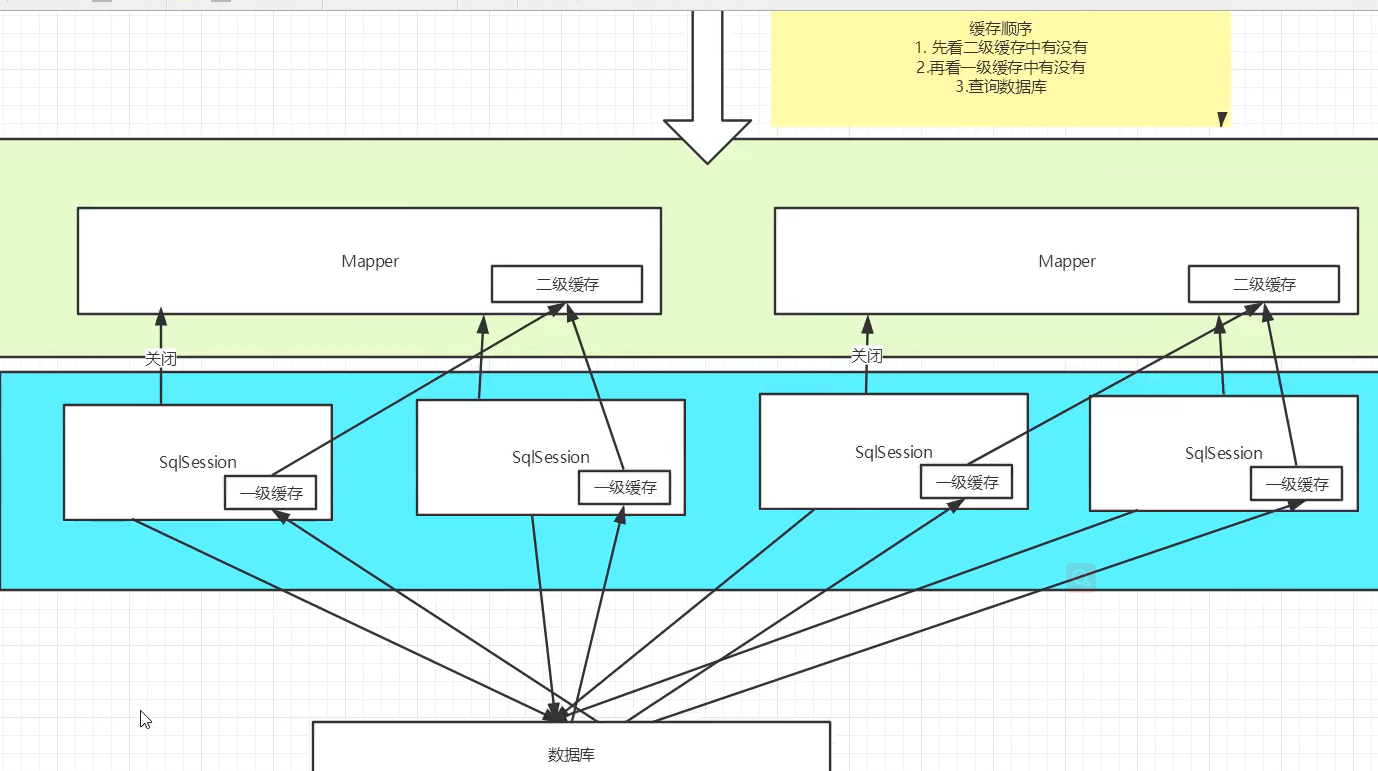 缓存顺序
1. 先看二级缓存中有没有
2.再看一级缓存中有没有
3.查询数据库
Mapper
二级缓存
Mapper
二级缓存
关闭
关闭
SqlSession
一级缓存
SqlSession
一级缓存
SqlSession
一级缓存
SqlSession
一级缓存
数据库